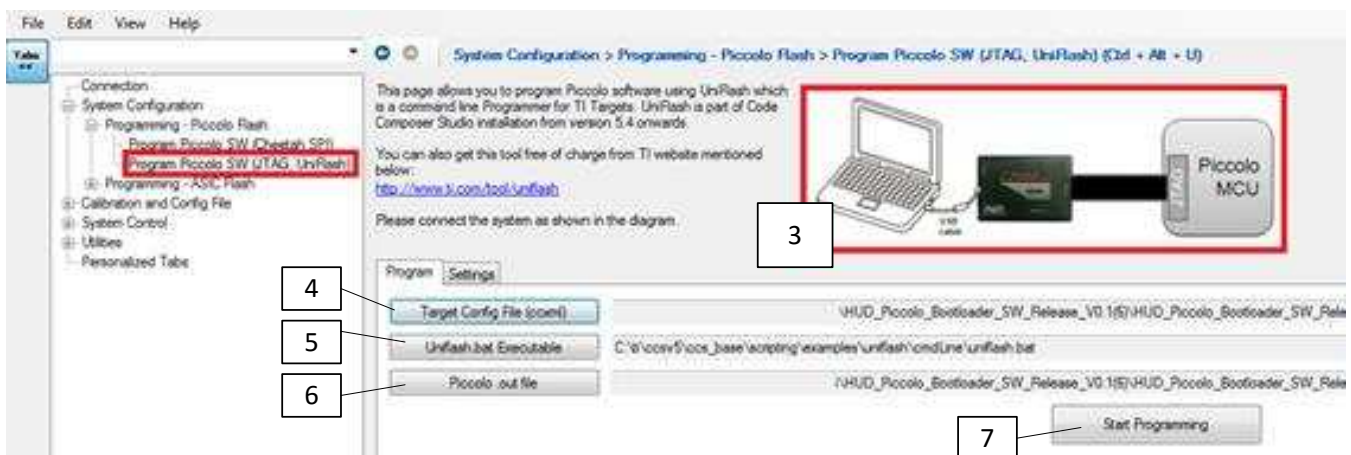 File Edit View Help
Tabs
System Configuration > Programming - Piccolo Flash > Program Piccolo SW (JTAG, UniFlash) (Ctrl + Alt + U)
Connection
System Configuration
Programming - Piccolo Flash
Program Piccolo SW (Cheetah SPI)
Program Piccolo SW (JTAG, UniFlash)
Programming - ASIC Flash
Calibration and Config File
System Control
Utilities
Personalized Tabs
This page allows you to program Piccolo software using UniFlash which
is a command line Programmer for TI Targets. UniFlash is part of Code
Composer Studio installation from version 5.4 onwards.
You can also get this tool free of charge from TI website mentioned
below:
http://www.ti.com/tool/uniflash
Please connect the system as shown in the diagram.
USB
cable
JTAG
Piccolo
MCU
3
Program Settings
4
Target Config File (ccxml)
\HUD_Piccolo_Bootloader_SW_Release_V0.1(E)\HUD_Piccolo_Bootloader_SW_Rele
5
Uniflash.bat Executable
C:\ti\ccsv5\ccs_base\scripting\examples\uniflash\cmdLine\uniflash.bat
6
Piccolo .out file
\HUD_Piccolo_Bootloader_SW_Release_V0.1(E)\HUD_Piccolo_Bootloader_SW_Rele
7
Start Programming